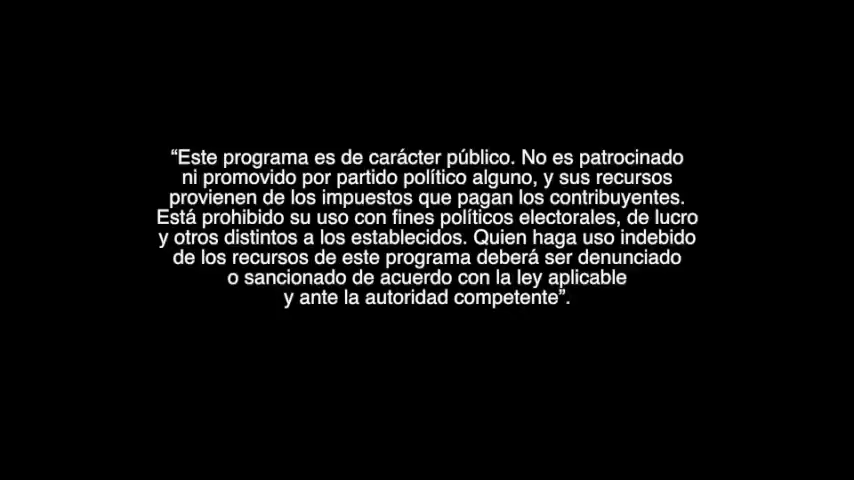 “Este programa es de carácter público. No es patrocinado
ni promovido por partido político alguno, y sus recursos
provienen de los impuestos que pagan los contribuyentes.
Está prohibido su uso con fines políticos electorales, de lucro
y otros distintos a los establecidos. Quien haga uso indebido
de los recursos de este programa deberá ser denunciado
o sancionado de acuerdo con la ley aplicable
y ante la autoridad competente”.